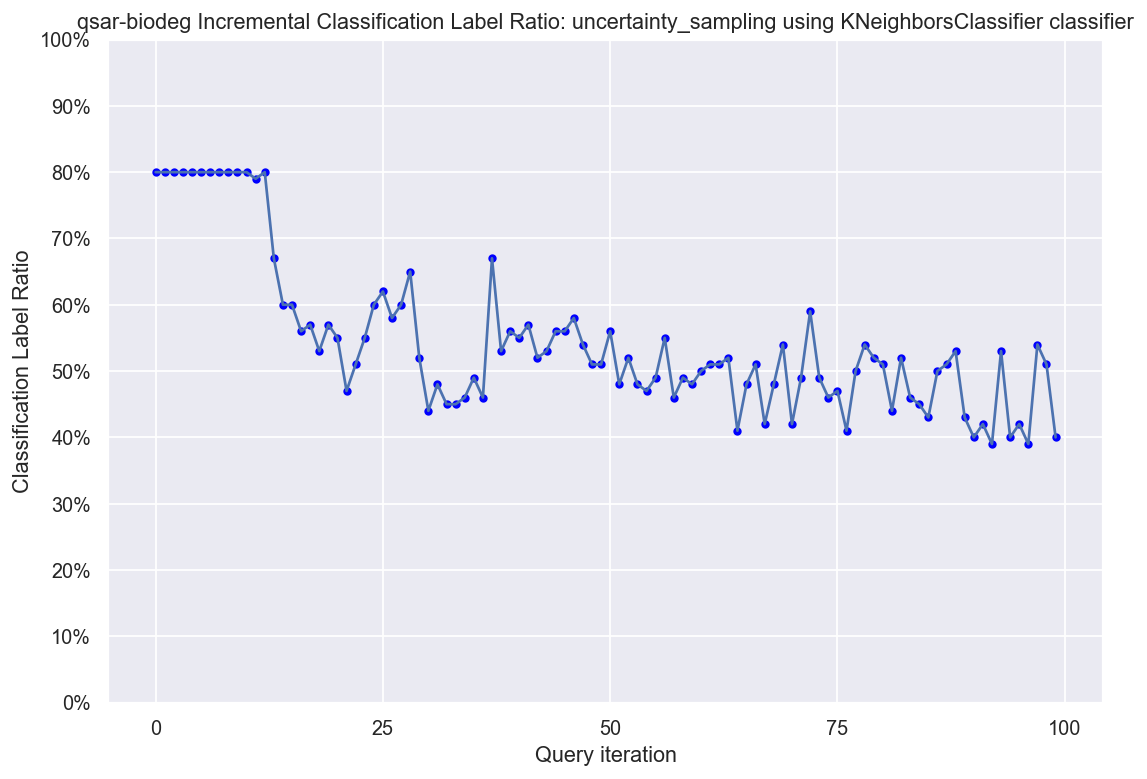 qsar-biodeg Incremental Classification Label Ratio: uncertainty_sampling using KNeighborsClassifier classifier
100%
90%
80%
70%
60%
50%
40%
30%
20%
10%
0%
Classification Label Ratio
0 25 50 75 100
Query iteration